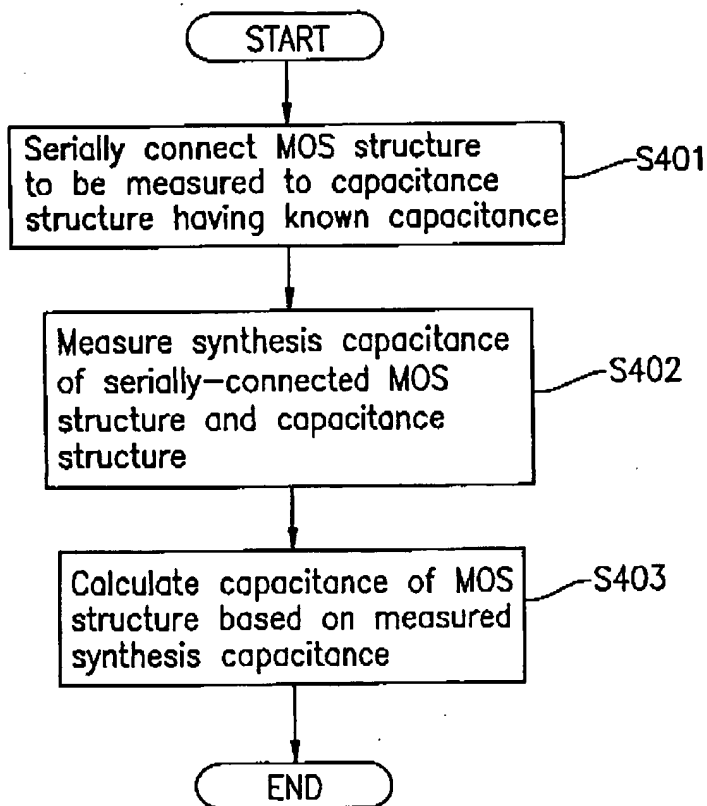 START
Serially connect MOS structure
to be measured to capacitance
structure having known capacitance
S401
Measure synthesis capacitance
of serially-connected MOS
structure and capacitance
structure
S402
Calculate capacitance of MOS
structure based on measured
synthesis capacitance
S403
END